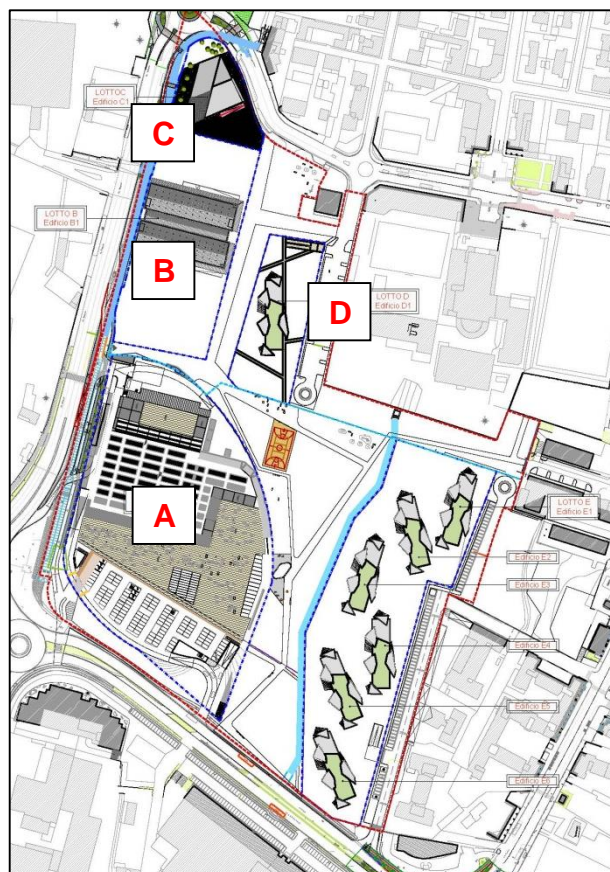 LOTTOC
Edificio C1
C
LOTTO B
Edificio B1
B
D
LOTTO D
Edificio D1
A
LOTTO E
Edificio E1
Edificio E2
Edificio E3
Edificio E4
Edificio E5
Edificio E6